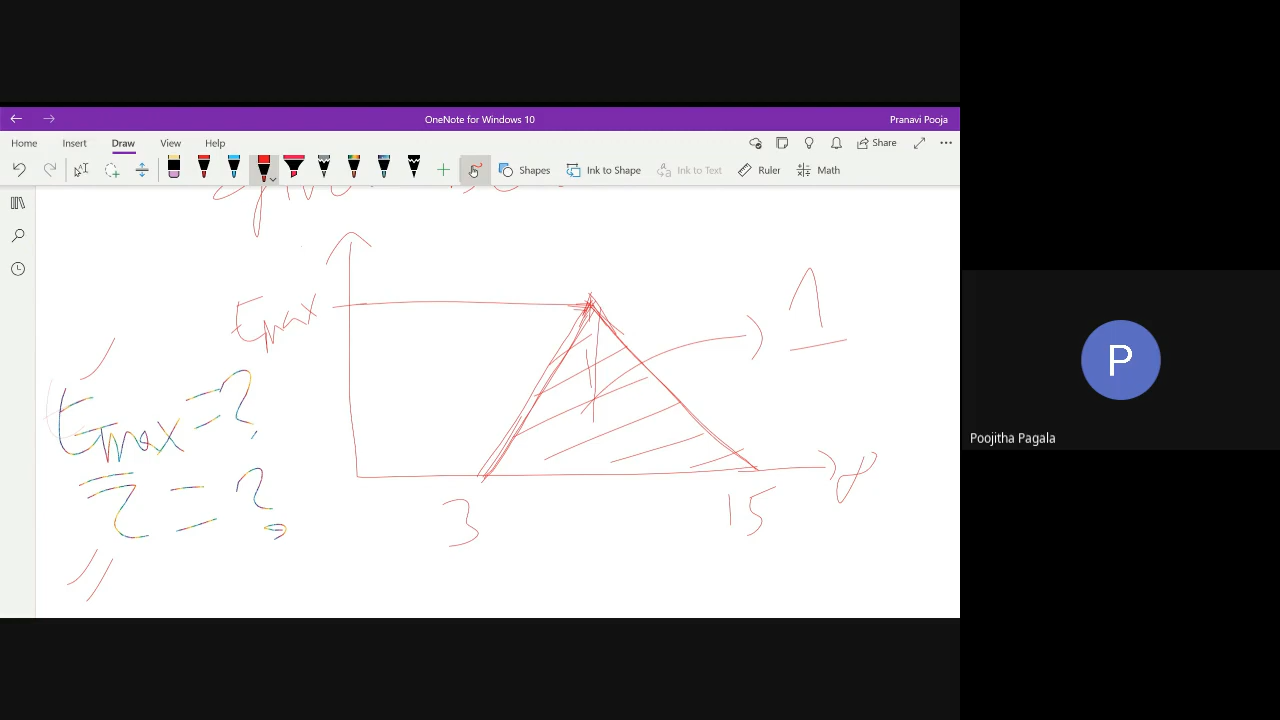 OneNote for Windows 10
Pranavi Pooja
Home Insert Draw View Help
Share
Shapes
Ink to Shape
Ink to Text
Ruler
Math
Emax
1
Emax = ?
τ = ?
3
15
γ
P
Poojitha Pagala